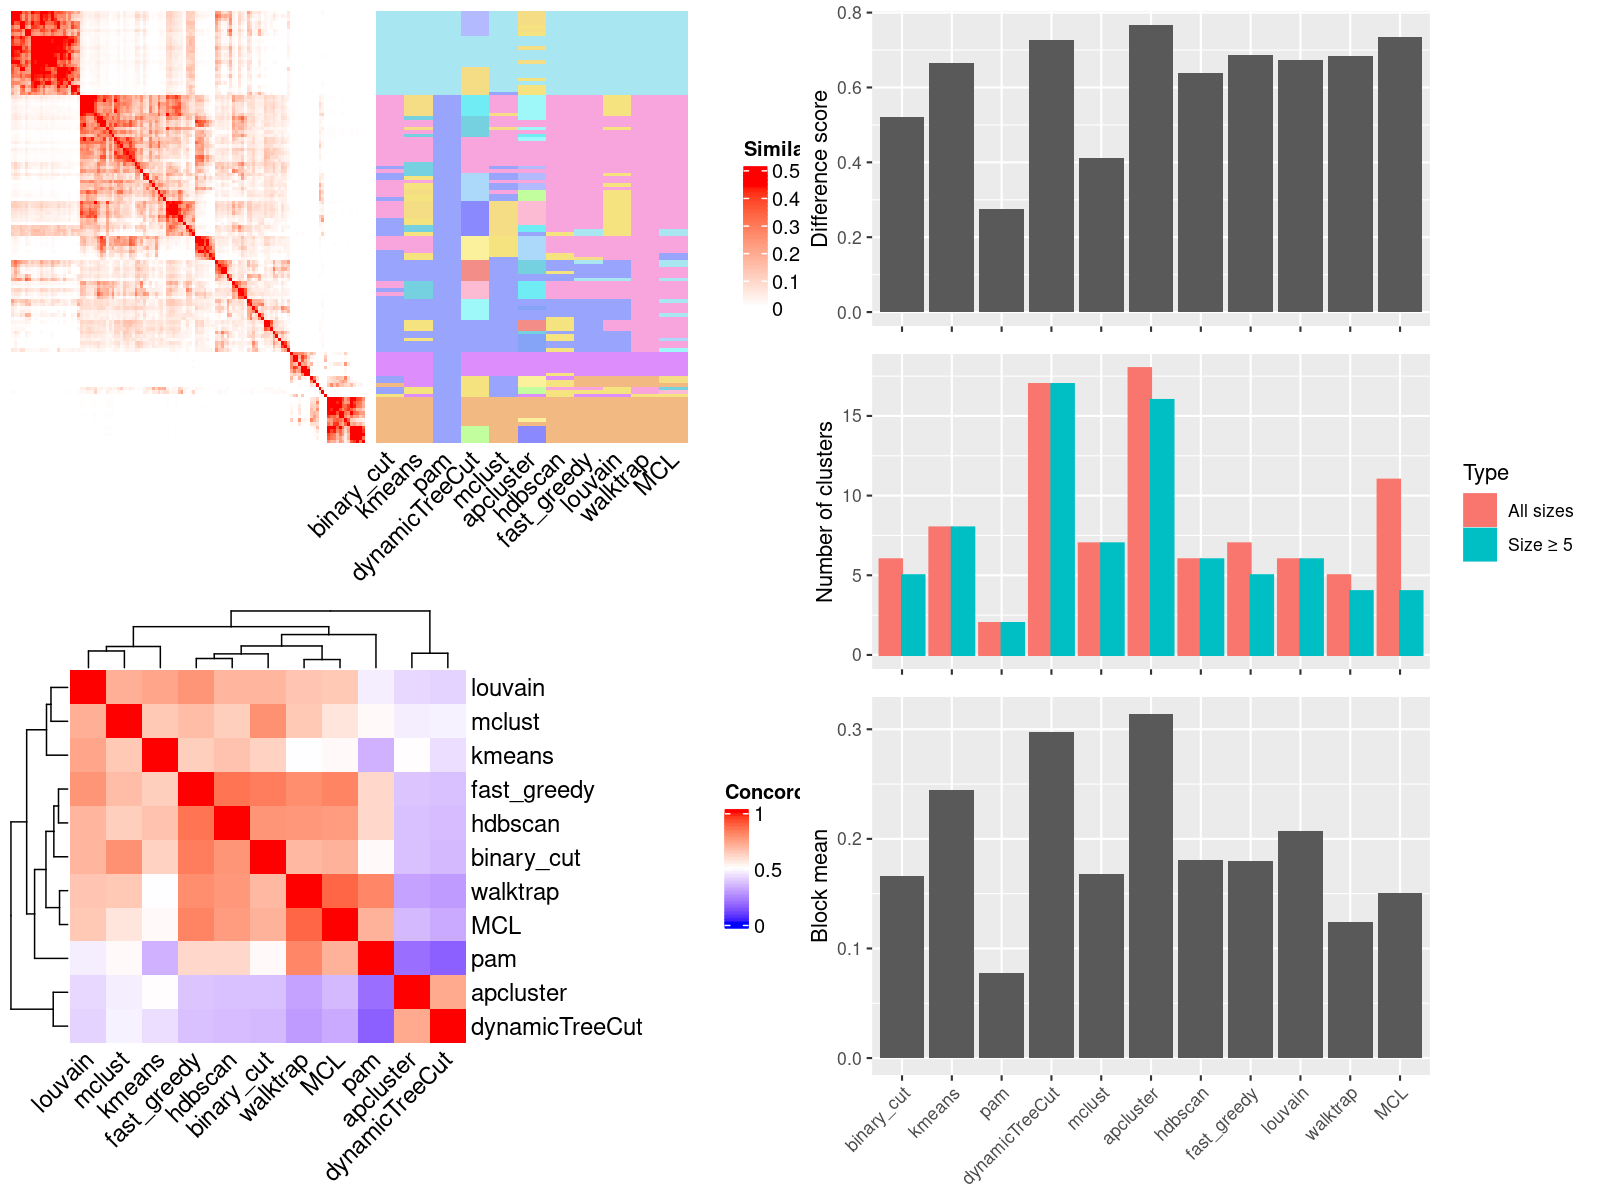 Simila
0.5
0.4
0.3
0.2
0.1
0
binary_cut
kmeans
pam
dynamicTreeCut
mclust
apcluster
hdbscan
fast_greedy
louvain
walktrap
MCL
louvain
mclust
kmeans
fast_greedy
hdbscan
binary_cut
walktrap
MCL
pam
apcluster
dynamicTreeCut
louvain
mclust
kmeans
fast_greedy
hdbscan
binary_cut
walktrap
MCL
pam
apcluster
dynamicTreeCut
Concord
1
0.5
0
Difference score
0.8
0.6
0.4
0.2
0.0
Number of clusters
15
10
5
0
Type
All sizes
Size ≥ 5
Block mean
0.3
0.2
0.1
0.0
binary_cut
kmeans
pam
dynamicTreeCut
mclust
apcluster
hdbscan
fast_greedy
louvain
walktrap
MCL